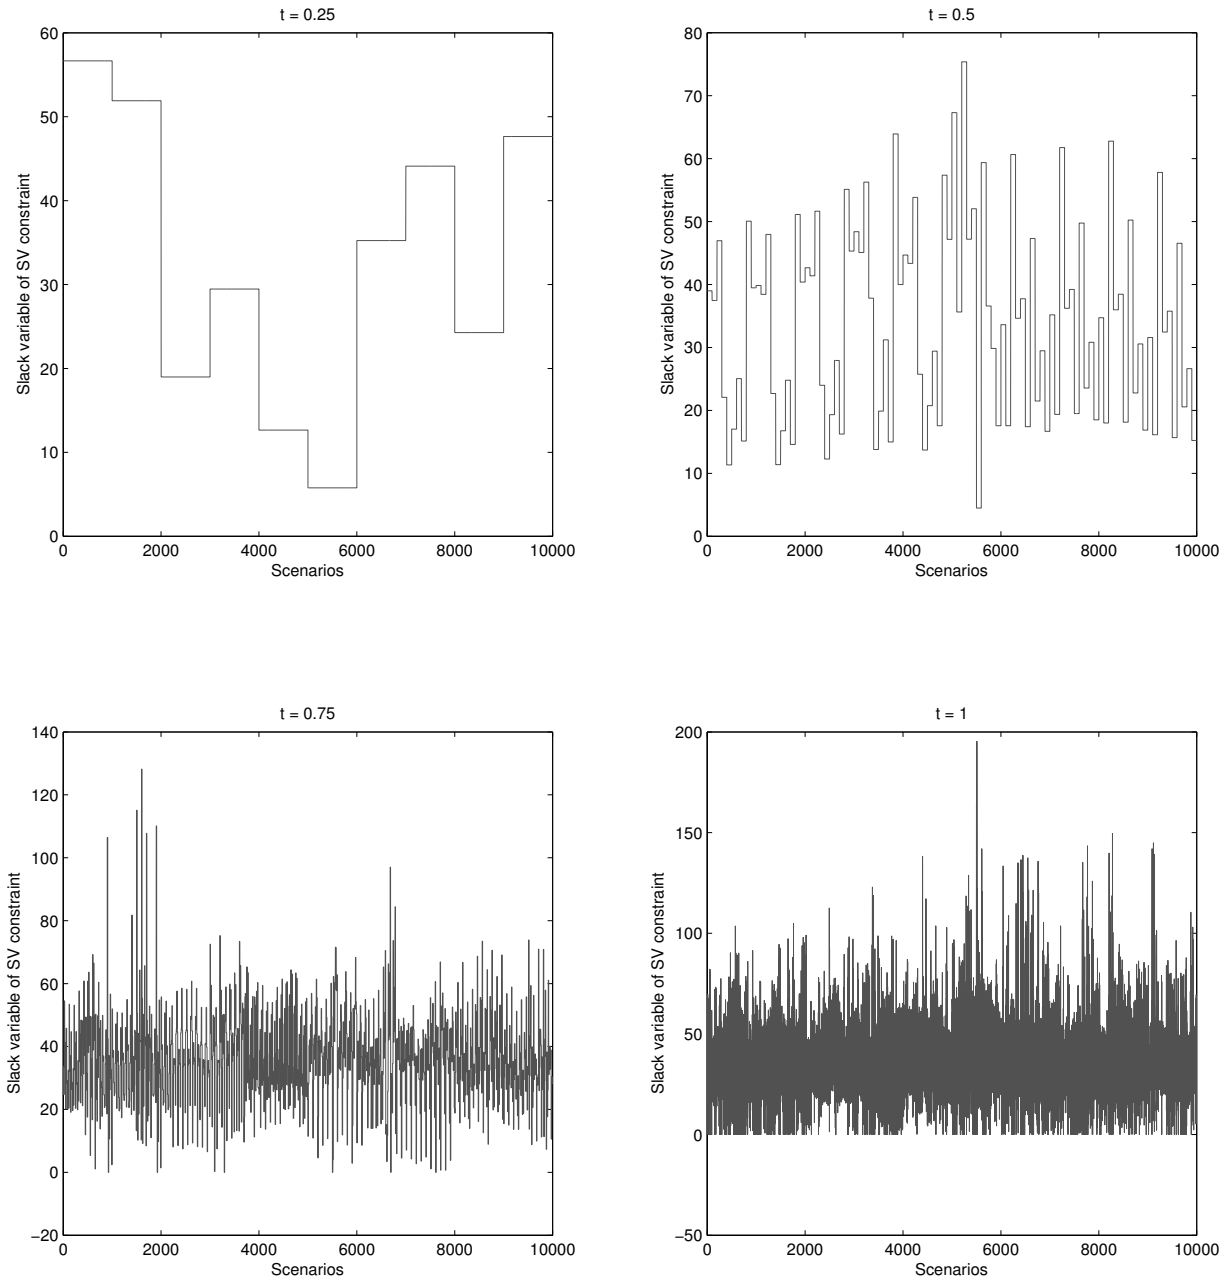 t = 0.25
60
50
40
30
20
10
0
0 2000 4000 6000 8000 10000
Scenarios
Slack variable of SV constraint
t = 0.5
80
70
60
50
40
30
20
10
0
0 2000 4000 6000 8000 10000
Scenarios
Slack variable of SV constraint
t = 0.75
140
120
100
80
60
40
20
0
−20
0 2000 4000 6000 8000 10000
Scenarios
Slack variable of SV constraint
t = 1
200
150
100
50
0
−50
0 2000 4000 6000 8000 10000
Scenarios
Slack variable of SV constraint